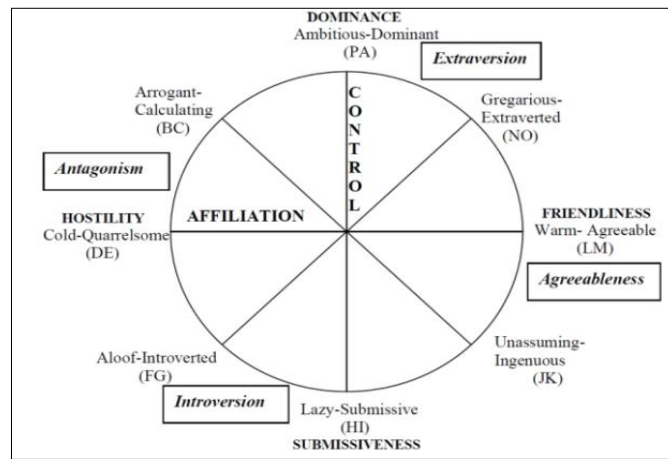 DOMINANCE
Ambitious-Dominant
(PA)
Extraversion
Arrogant-
Calculating
(BC)
CONTROL
Gregarious-
Extraverted
(NO)
Antagonism
HOSTILITY
Cold-Quarrelsome
(DE)
AFFILIATION
FRIENDLINESS
Warm- Agreeable
(LM)
Agreeableness
Aloof-Introverted
(FG)
Unassuming-
Ingenuous
(JK)
Introversion
Lazy-Submissive
(HI)
SUBMISSIVENESS